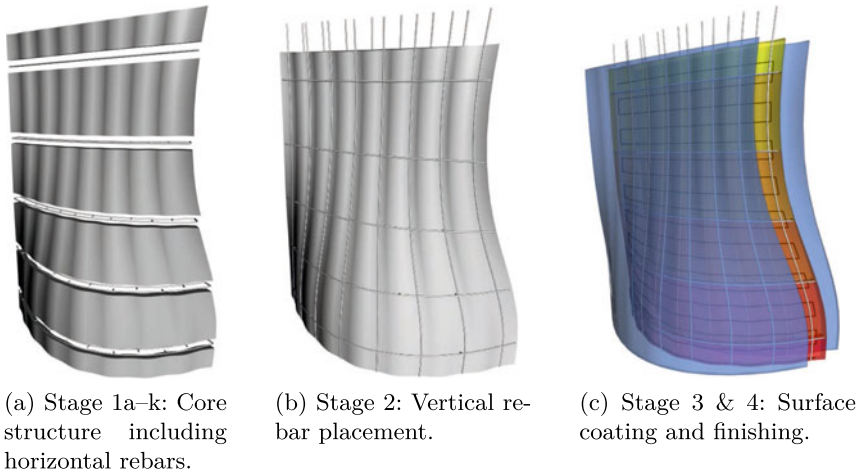 (a) Stage 1a–k: Core
structure including
horizontal rebars.
(b) Stage 2: Vertical re-
bar placement.
(c) Stage 3 & 4: Surface
coating and finishing.